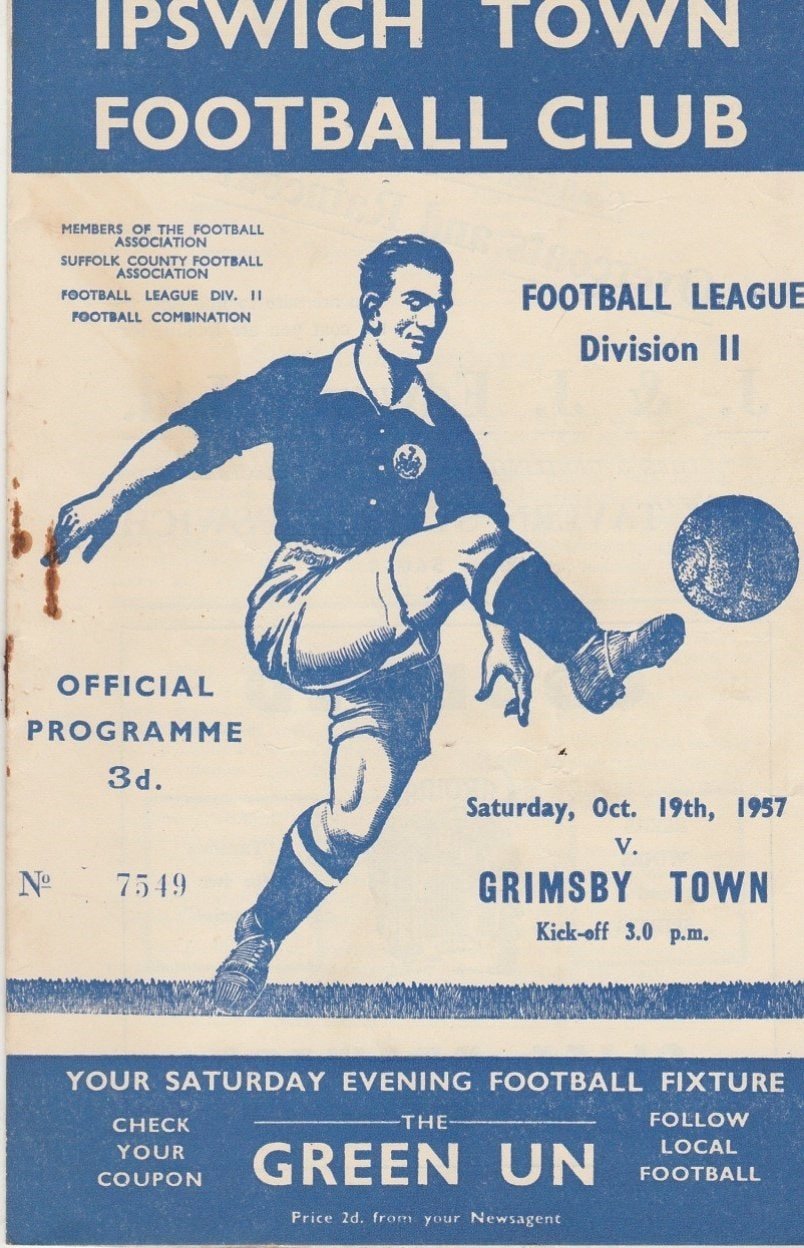 IPSWICH TOWN
FOOTBALL CLUB
MEMBERS OF THE FOOTBALL
ASSOCIATION
SUFFOLK COUNTY FOOTBALL
ASSOCIATION
FOOTBALL LEAGUE DIV. II
FOOTBALL COMBINATION
FOOTBALL LEAGUE
Division II
OFFICIAL
PROGRAMME
3d.
Nº 7549
Saturday, Oct. 19th, 1957
V.
GRIMSBY TOWN
Kick-off 3.0 p.m.
YOUR SATURDAY EVENING FOOTBALL FIXTURE
CHECK
YOUR
COUPON
THE
GREEN UN
FOLLOW
LOCAL
FOOTBALL
Price 2d. from your Newsagent